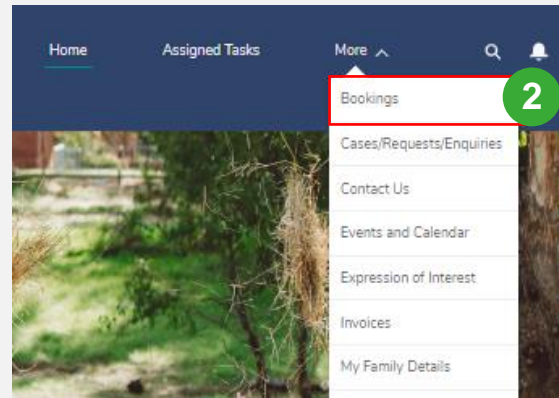 Home Assigned Tasks More
Bookings 2
Cases/Requests/Enquiries
Contact Us
Events and Calendar
Expression of Interest
Invoices
My Family Details